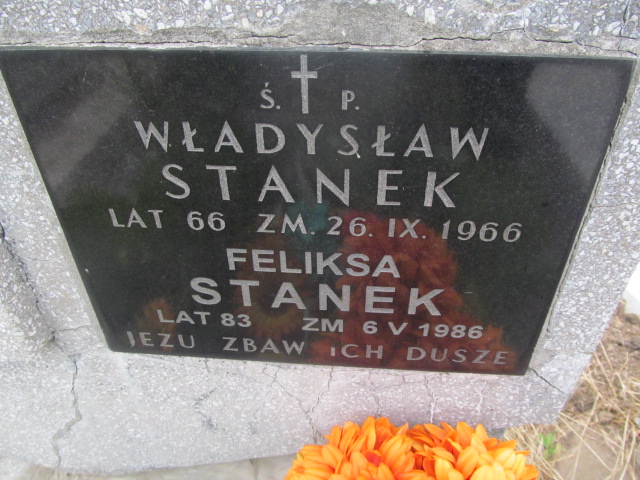 Ś. P.
WŁADYSŁAW
STANEK
LAT 66 ZM. 26. IX. 1966
FELIKSA
STANEK
LAT 83 ZM 6 V 1986
JEZU ZBAW ICH DUSZE